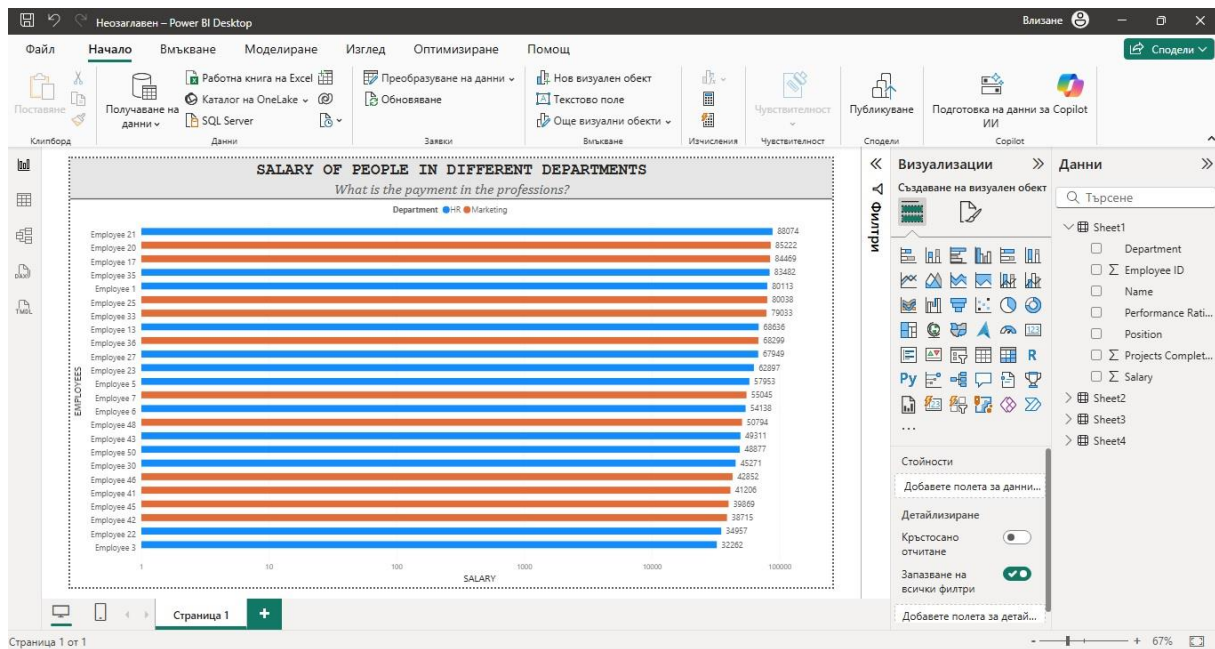 Неозаглавен – Power BI Desktop
Влизане
Файл Начало Вмъкване Моделиране Изглед Оптимизиране Помощ
Сподели
Поставяне
Клипборд
Получаване на данни
Работна книга на Excel
Каталог на OneLake
SQL Server
Данни
Преобразуване на данни
Обновяване
Заявки
Нов визуален обект
Текстово поле
Още визуални обекти
Вмъкване
Изчисления
Чувствителност
Чувствителност
Публикуване
Сподели
Подготовка на данни за
ИИ
Copilot
Copilot
SALARY OF PEOPLE IN DIFFERENT DEPARTMENTS
What is the payment in the professions?
Department HR Marketing
EMPLOYEES
Employee 21 88074
Employee 20 85222
Employee 17 84469
Employee 35 83482
Employee 1 80113
Employee 25 80038
Employee 33 79033
Employee 13 68636
Employee 36 68299
Employee 27 67949
Employee 23 62897
Employee 5 57953
Employee 7 55045
Employee 6 54138
Employee 48 50794
Employee 43 49311
Employee 50 48877
Employee 30 45271
Employee 46 42852
Employee 41 41206
Employee 45 39869
Employee 42 38715
Employee 22 34957
Employee 3 32262
1 10 100 1000 10000 100000
SALARY
Филтри
Визуализации
Създаване на визуален обект
123
R
Py
...
Стойности
Добавете полета за данни...
Детайлизиране
Кръстосано
отчитане
Запазване на
всички филтри
Добавете полета за детай...
Данни
Търсене
Sheet1
Department
Σ Employee ID
Name
Performance Rati...
Position
Σ Projects Complet...
Σ Salary
Sheet2
Sheet3
Sheet4
Страница 1 +
Страница 1 от 1
- + 67%